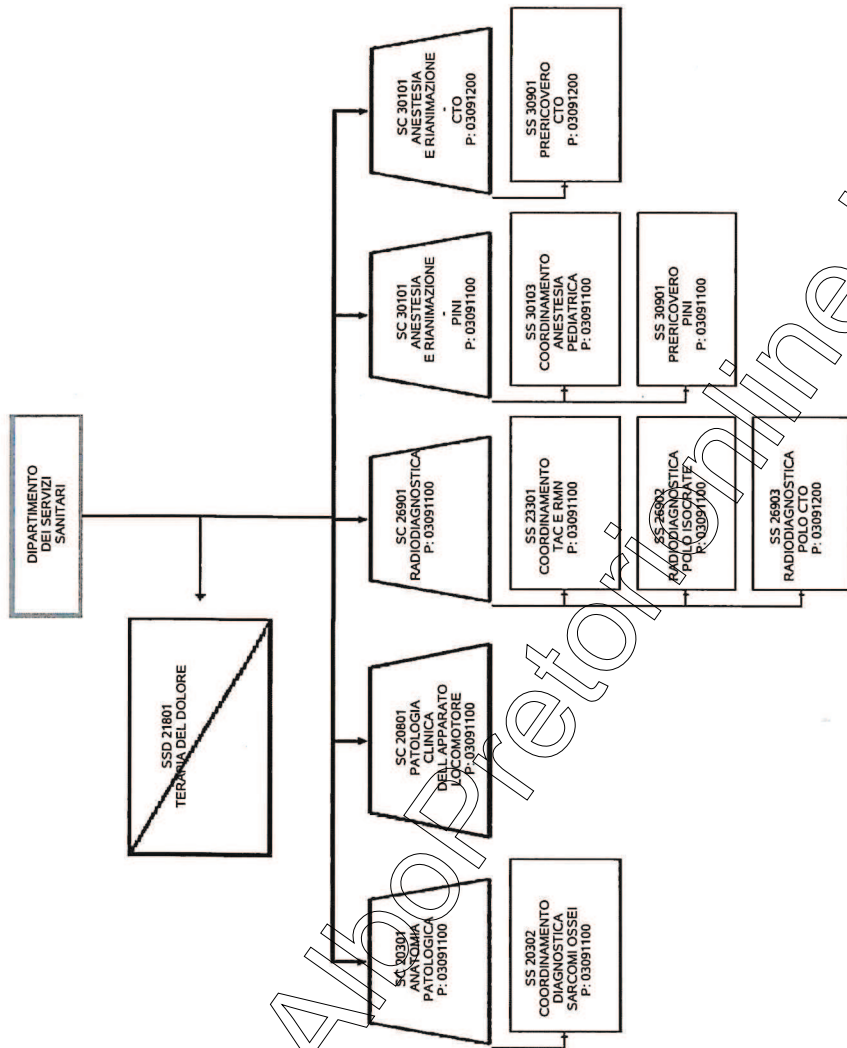 DIPARTIMENTO
DEI SERVIZI
SANITARI
SSD 21801
TERAPIA DEL DOLORE
SC 20301
ANATOMIA
PATOLOGICA
P: 03091100
SS 20302
COORDINAMENTO
DIAGNOSTICA
SARCOMI OSSEI
P: 03091100
SC 20801
PATOLOGIA
CLINICA
DELL APPARATO
LOCOMOTORE
P: 03091100
SC 26901
RADIODIAGNOSTICA
P: 03091100
SS 23301
COORDINAMENTO
TAC E RMN
P: 03091100
SS 26902
RADIODIAGNOSTICA
POLO ISOCRATE
P: 03091100
SS 26903
RADIODIAGNOSTICA
POLO CTO
P: 03091200
SC 30101
ANESTESIA
E RIANIMAZIONE
-
PINI
P: 03091100
SS 30103
COORDINAMENTO
ANESTESIA
PEDIATRICA
P: 03091100
SS 30901
PRERICOVERO
PINI
P: 03091100
SC 30101
ANESTESIA
E RIANIMAZIONE
-
CTO
P: 03091200
SS 30901
PRERICOVERO
CTO
P: 03091200
AlboPretorionline